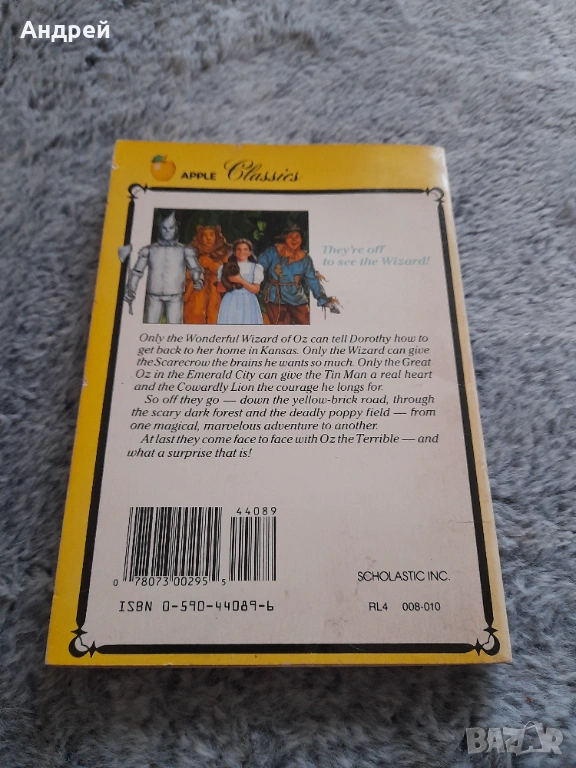 Андрей
APPLE Classics
They're off
to see the Wizard!
Only the Wonderful Wizard of Oz can tell Dorothy how to
get back to her home in Kansas. Only the Wizard can give
the Scarecrow the brains he wants so much. Only the Great
Oz in the Emerald City can give the Tin Man a real heart
and the Cowardly Lion the courage he longs for.
So off they go — down the yellow-brick road, through
the scary dark forest and the deadly poppy field — from
one magical, marvelous adventure to another.
At last they come face to face with Oz the Terrible — and
what a surprise that is!
44089
0 78073 00295 5
ISBN 0-590-44089-6
SCHOLASTIC INC.
RL4 008-010
BAZAR